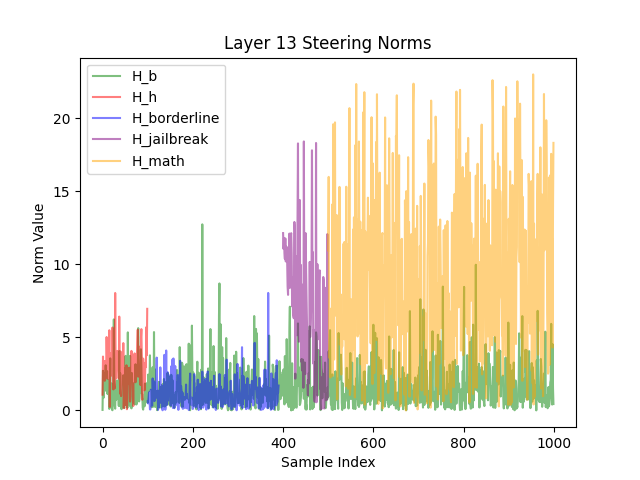 Layer 13 Steering Norms
H_b
H_h
H_borderline
H_jailbreak
H_math
Norm Value
20
15
10
5
0
0 200 400 600 800 1000
Sample Index